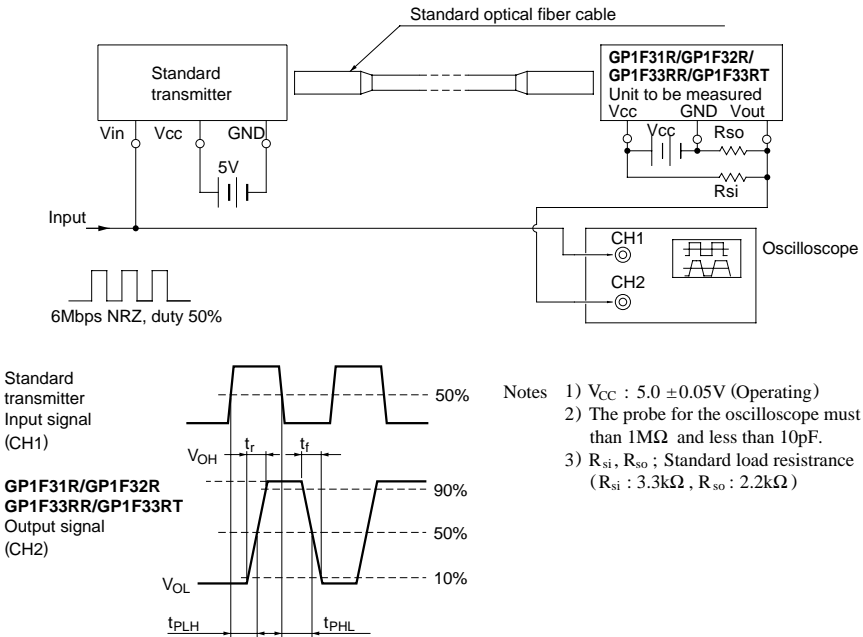 Standard optical fiber cable
Standard
transmitter
Vin Vcc GND
5V
GP1F31R/GP1F32R/
GP1F33RR/GP1F33RT
Unit to be measured
Vcc GND Vout
Vcc Rso
Rsi
Input
6Mbps NRZ, duty 50%
CH1
CH2
Oscilloscope
Standard
transmitter
Input signal
(CH1)
50%
VOH
tr
tf
GP1F31R/GP1F32R
GP1F33RR/GP1F33RT
Output signal
(CH2)
90%
50%
10%
VOL
tPLH
tPHL
Notes 1) VCC : 5.0 ±0.05V (Operating)
2) The probe for the oscilloscope must
than 1MΩ and less than 10pF.
3) Rsi, Rso ; Standard load resistrance
(Rsi : 3.3kΩ , Rso : 2.2kΩ )